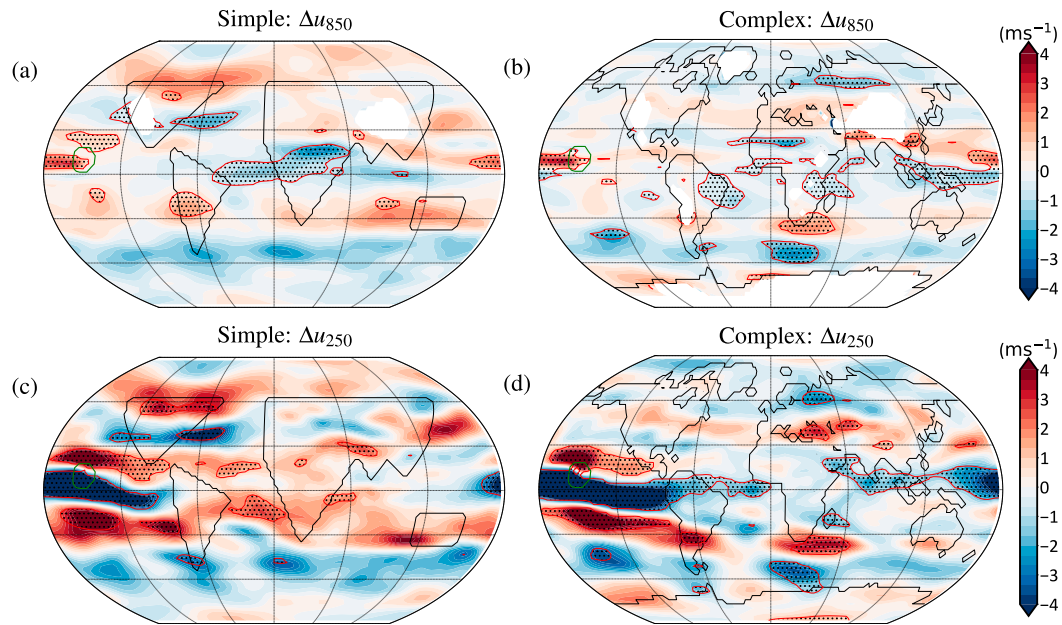 Simple: Δu850
Complex: Δu850
(ms−1)
(a)
(b)
4
3
2
1
0
−1
−2
−3
−4
Simple: Δu250
Complex: Δu250
(ms−1)
(c)
(d)
4
3
2
1
0
−1
−2
−3
−4